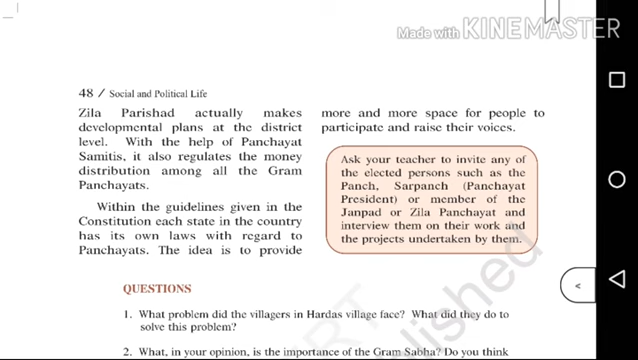 Made with KINEMASTER
48 / Social and Political Life
Zila Parishad actually makes
developmental plans at the district
level. With the help of Panchayat
Samitis, it also regulates the money
distribution among all the Gram
Panchayats.
Within the guidelines given in the
Constitution each state in the country
has its own laws with regard to
Panchayats. The idea is to provide
more and more space for people to
participate and raise their voices.
Ask your teacher to invite any of
the elected persons such as the
Panch, Sarpanch (Panchayat
President) or member of the
Janpad or Zila Panchayat and
interview them on their work and
the projects undertaken by them.
QUESTIONS
1. What problem did the villagers in Hardas village face? What did they do to
solve this problem?
2. What, in your opinion, is the importance of the Gram Sabha? Do you think